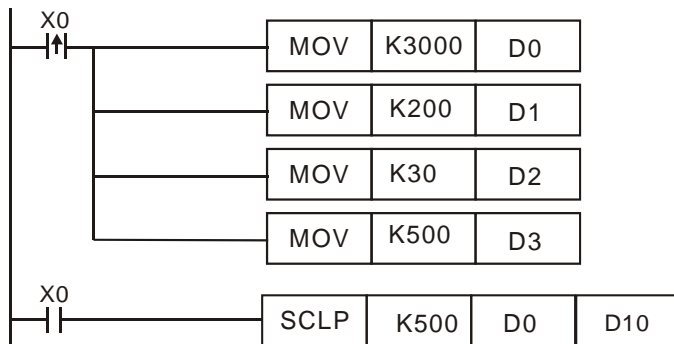 X0
MOV K3000 D0
MOV K200 D1
MOV K30 D2
MOV K500 D3
X0
SCLP K500 D0 D10